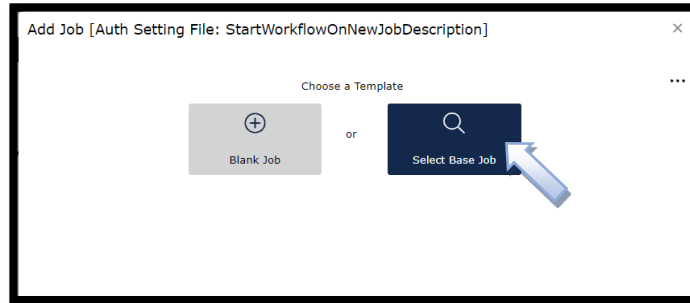 Add Job [Auth Setting File: StartWorkflowOnNewJobDescription]
Choose a Template
Blank Job
or
Select Base Job